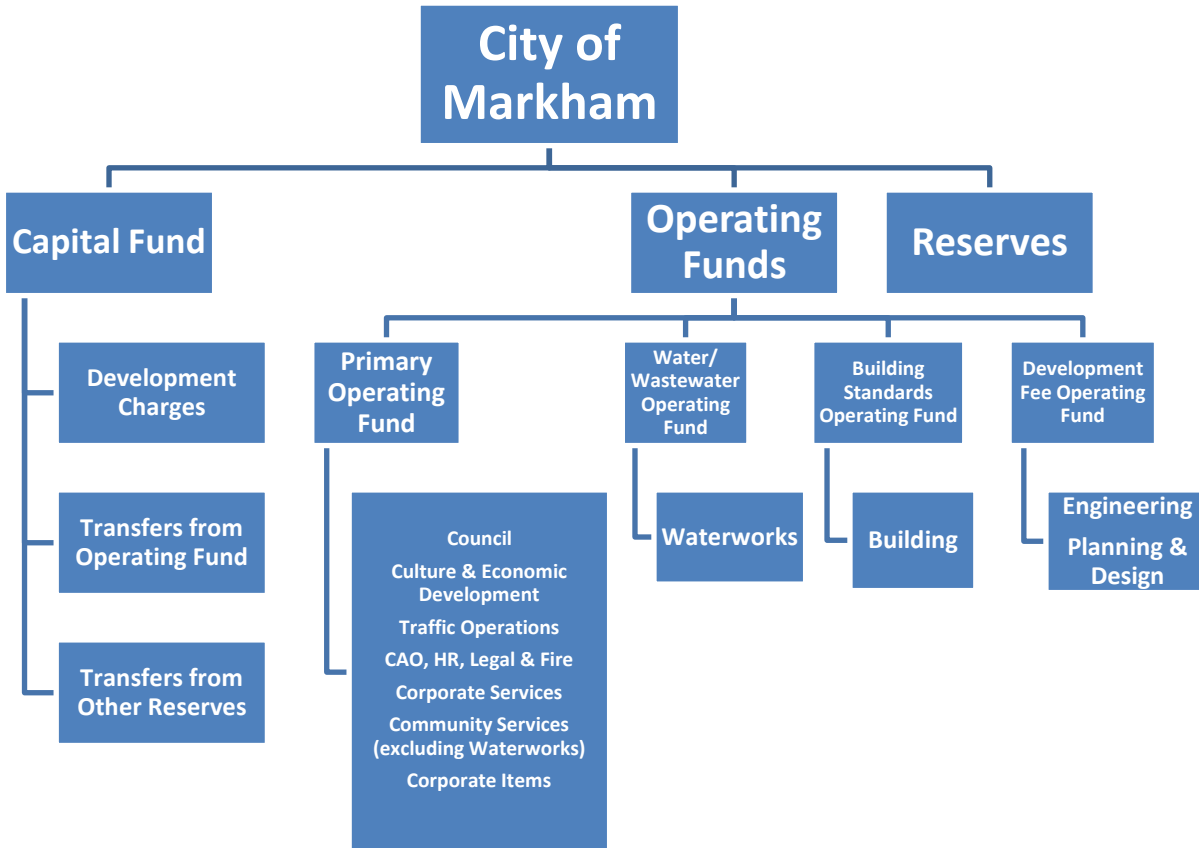 City of
Markham
Capital Fund
Operating
Funds
Reserves
Development
Charges
Transfers from
Operating Fund
Transfers from
Other Reserves
Primary
Operating
Fund
Council
Culture & Economic
Development
Traffic Operations
CAO, HR, Legal & Fire
Corporate Services
Community Services
(excluding Waterworks)
Corporate Items
Water/
Wastewater
Operating
Fund
Waterworks
Building
Standards
Operating Fund
Building
Development
Fee Operating
Fund
Engineering
Planning &
Design